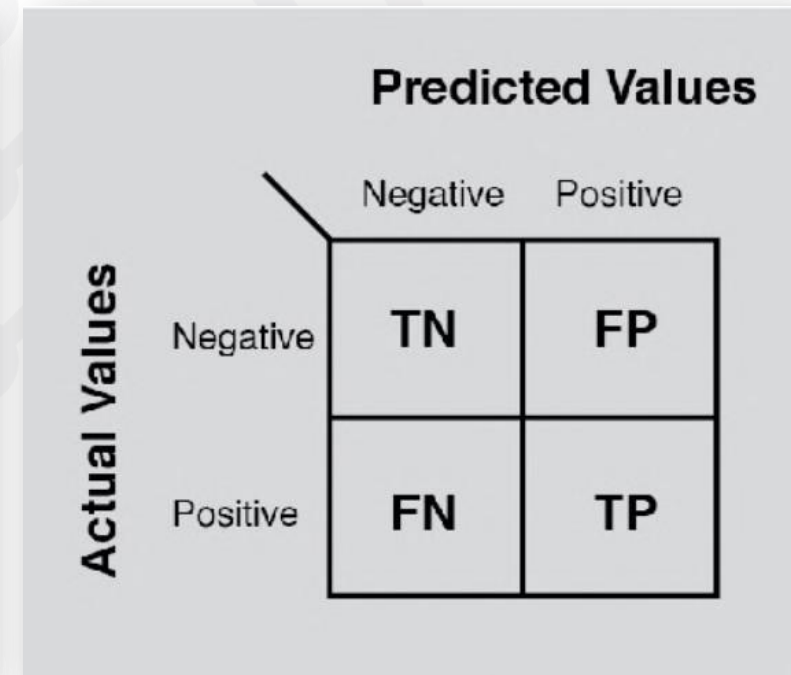 Predicted Values
Negative Positive
Actual Values
Negative TN FP
Positive FN TP